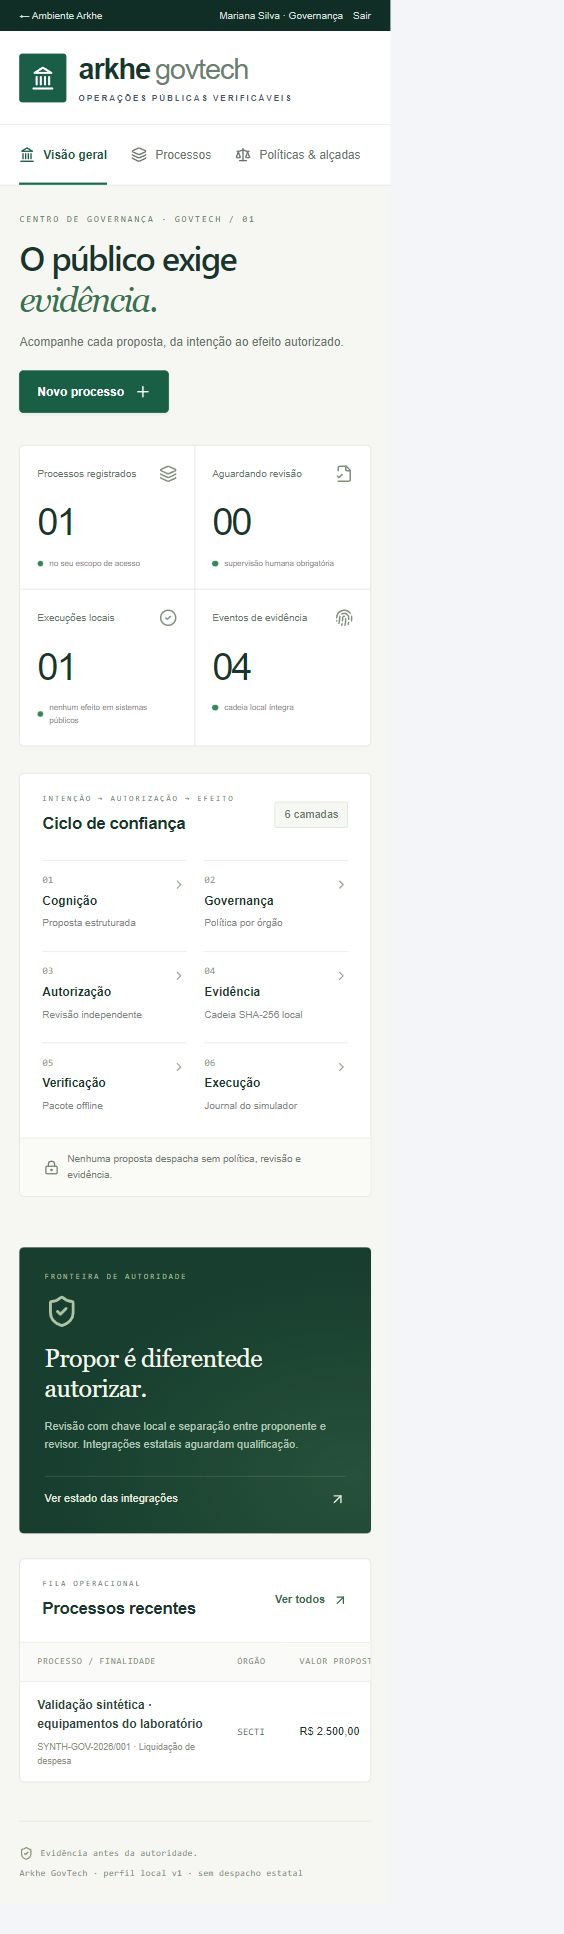 ← Ambiente Arkhe
Mariana Silva · Governança Sair
arkhe govtech
OPERAÇÕES PÚBLICAS VERIFICÁVEIS
Visão geral
Processos
Políticas & alçadas
CENTRO DE GOVERNANÇA · GOVTECH / 01
O público exige
evidência.
Acompanhe cada proposta, da intenção ao efeito autorizado.
Novo processo
Processos registrados
01
no seu escopo de acesso
Aguardando revisão
00
supervisão humana obrigatória
Execuções locais
01
nenhum efeito em sistemas
públicos
Eventos de evidência
04
cadeia local íntegra
INTENÇÃO → AUTORIZAÇÃO → EFEITO
Ciclo de confiança
6 camadas
01
Cognição
Proposta estruturada
02
Governança
Política por órgão
03
Autorização
Revisão independente
04
Evidência
Cadeia SHA-256 local
05
Verificação
Pacote offline
06
Execução
Journal do simulador
Nenhuma proposta despacha sem política, revisão e
evidência.
FRONTEIRA DE AUTORIDADE
Propor é diferentede
autorizar.
Revisão com chave local e separação entre proponente e
revisor. Integrações estatais aguardam qualificação.
Ver estado das integrações
FILA OPERACIONAL
Processos recentes
Ver todos
PROCESSO / FINALIDADE
ÓRGÃO
VALOR PROPOST
Validação sintética ·
equipamentos do laboratório
SYNTH-GOV-2026/001 · Liquidação de
despesa
SECTI
R$ 2.500,00
Evidência antes da autoridade.
Arkhe GovTech · perfil local v1 · sem despacho estatal